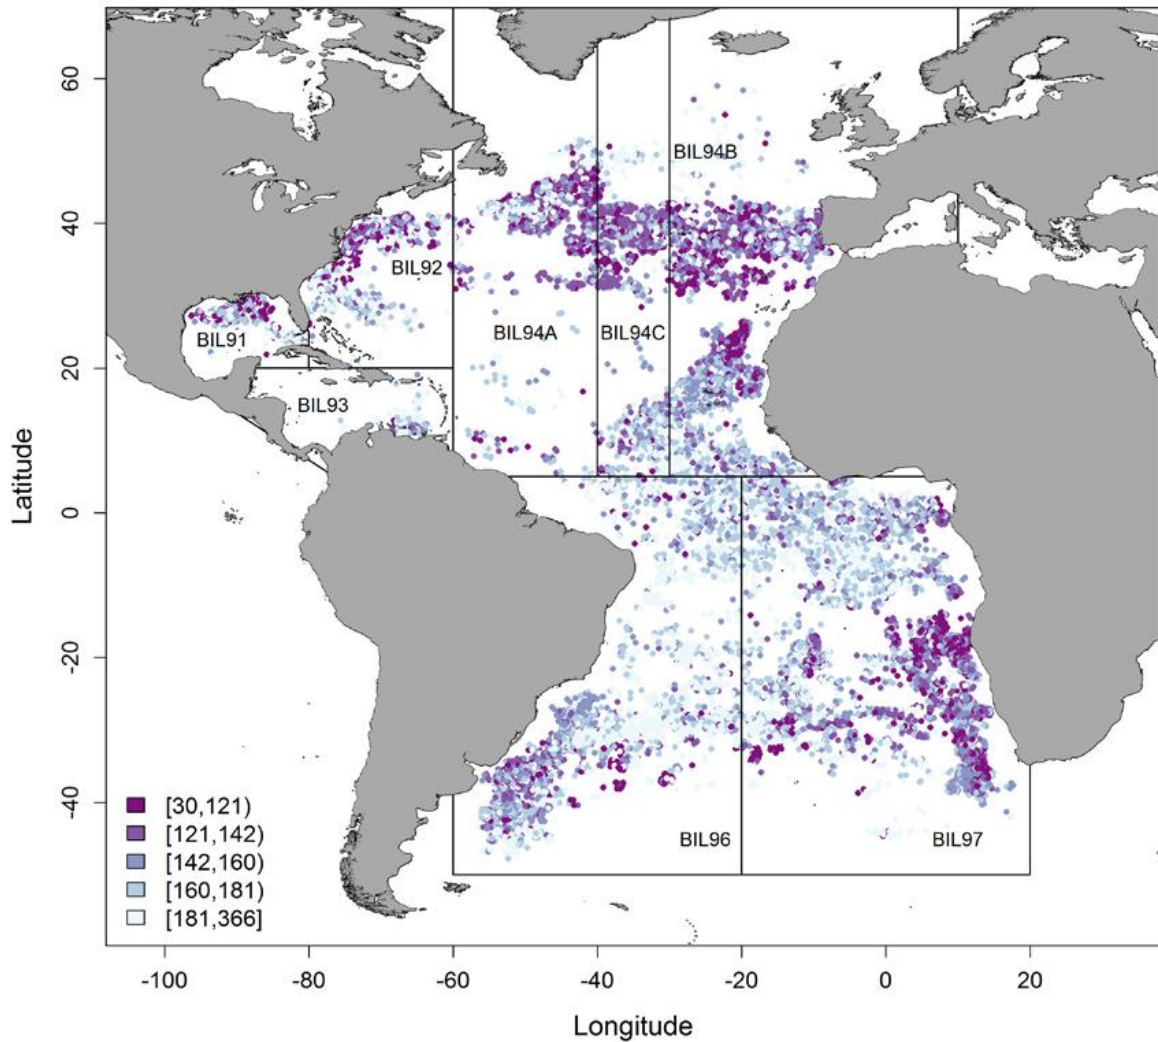 60
40
20
0
-20
-40
Latitude
BIL94B
BIL92
BIL94A
BIL94C
BIL91
BIL93
BIL96
BIL97
[30,121)
[121,142)
[142,160)
[160,181)
[181,366]
-100
-80
-60
-40
-20
0
20
Longitude